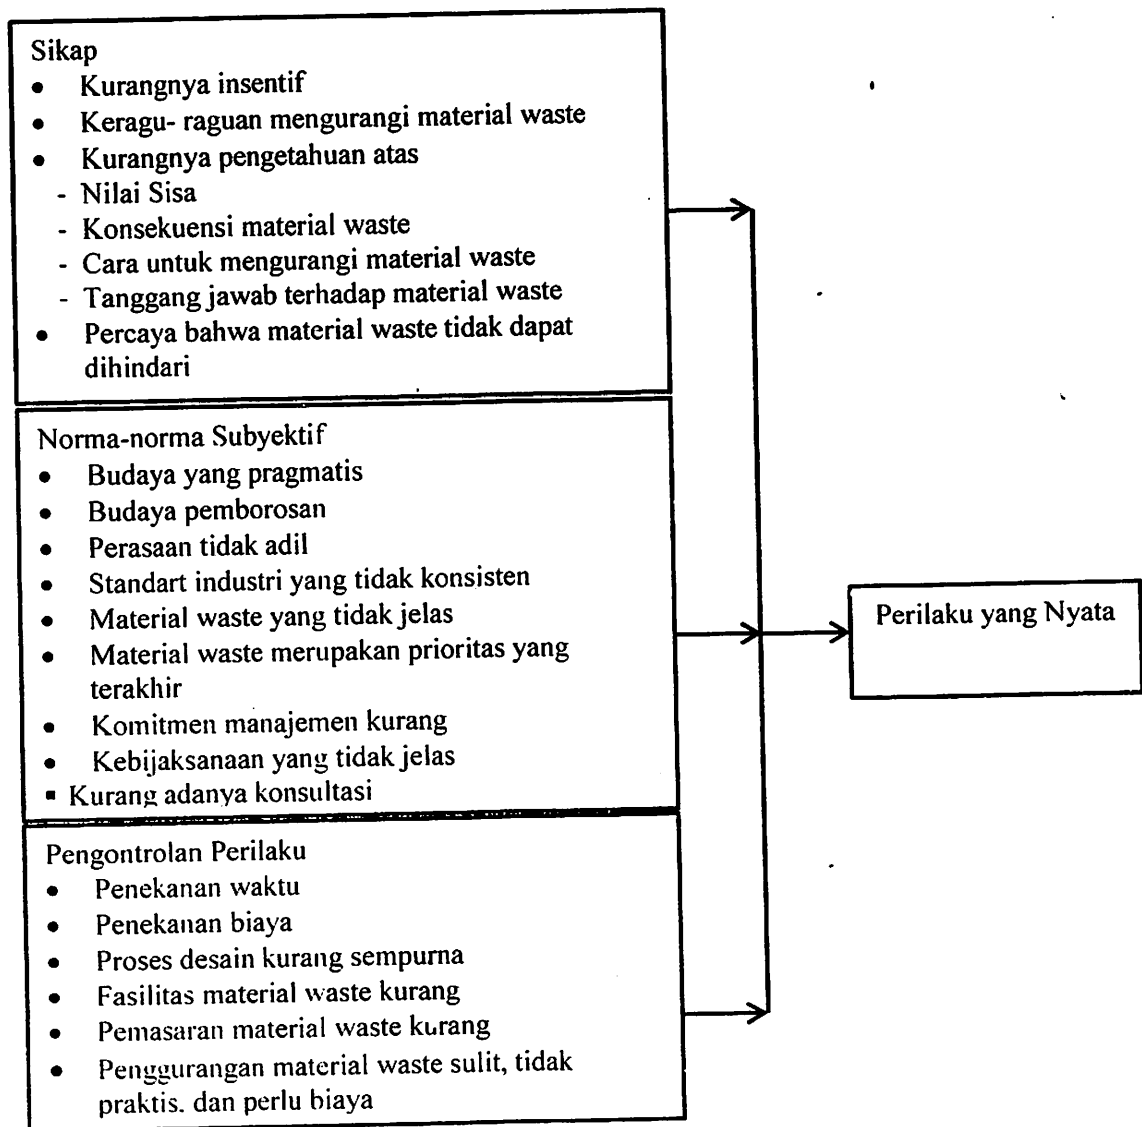 Sikap
• Kurangnya insentif
• Keragu- raguan mengurangi material waste
• Kurangnya pengetahuan atas
- Nilai Sisa
- Konsekuensi material waste
- Cara untuk mengurangi material waste
- Tanggang jawab terhadap material waste
• Percaya bahwa material waste tidak dapat
dihindari
Norma-norma Subyektif
• Budaya yang pragmatis
• Budaya pemborosan
• Perasaan tidak adil
• Standart industri yang tidak konsisten
• Material waste yang tidak jelas
• Material waste merupakan prioritas yang
terakhir
• Komitmen manajemen kurang
• Kebijaksanaan yang tidak jelas
▪ Kurang adanya konsultasi
Pengontrolan Perilaku
• Penekanan waktu
• Penekanan biaya
• Proses desain kurang sempurna
• Fasilitas material waste kurang
• Pemasaran material waste kurang
• Penggurangan material waste sulit, tidak
praktis. dan perlu biaya
Perilaku yang Nyata